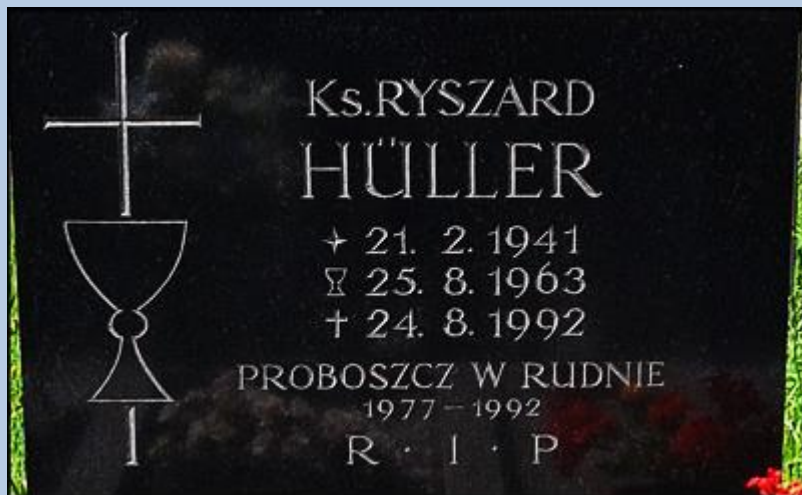 Ks.RYSZARD
HÜLLER
21. 2. 1941
25. 8. 1963
† 24. 8. 1992
PROBOSZCZ W RUDNIE
1977-1992
R · I · P